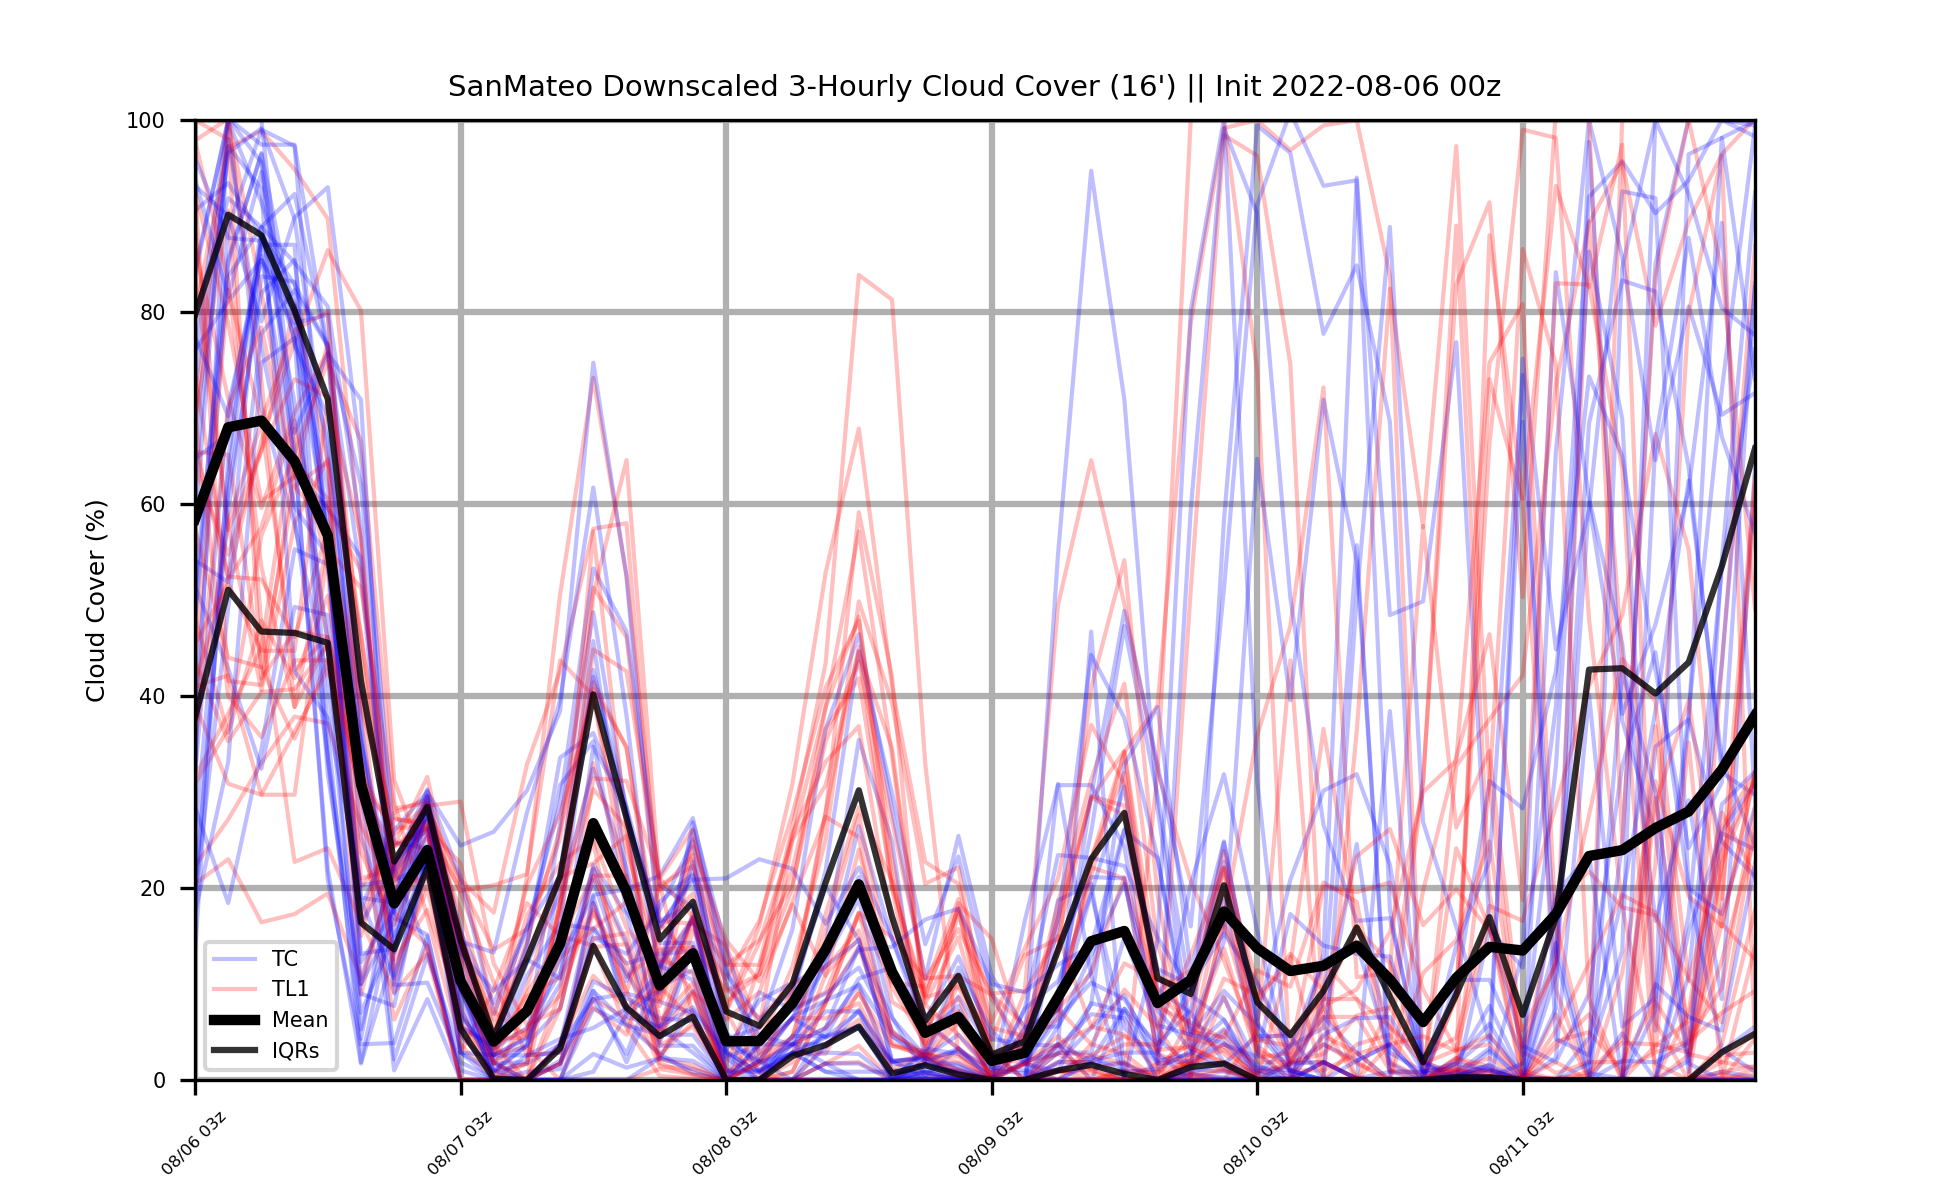 SanMateo Downscaled 3-Hourly Cloud Cover (16') || Init 2022-08-06 00z
Cloud Cover (%)
100
80
60
40
20
0
TC
TL1
Mean
IQRs
08/06 03z
08/07 03z
08/08 03z
08/09 03z
08/10 03z
08/11 03z